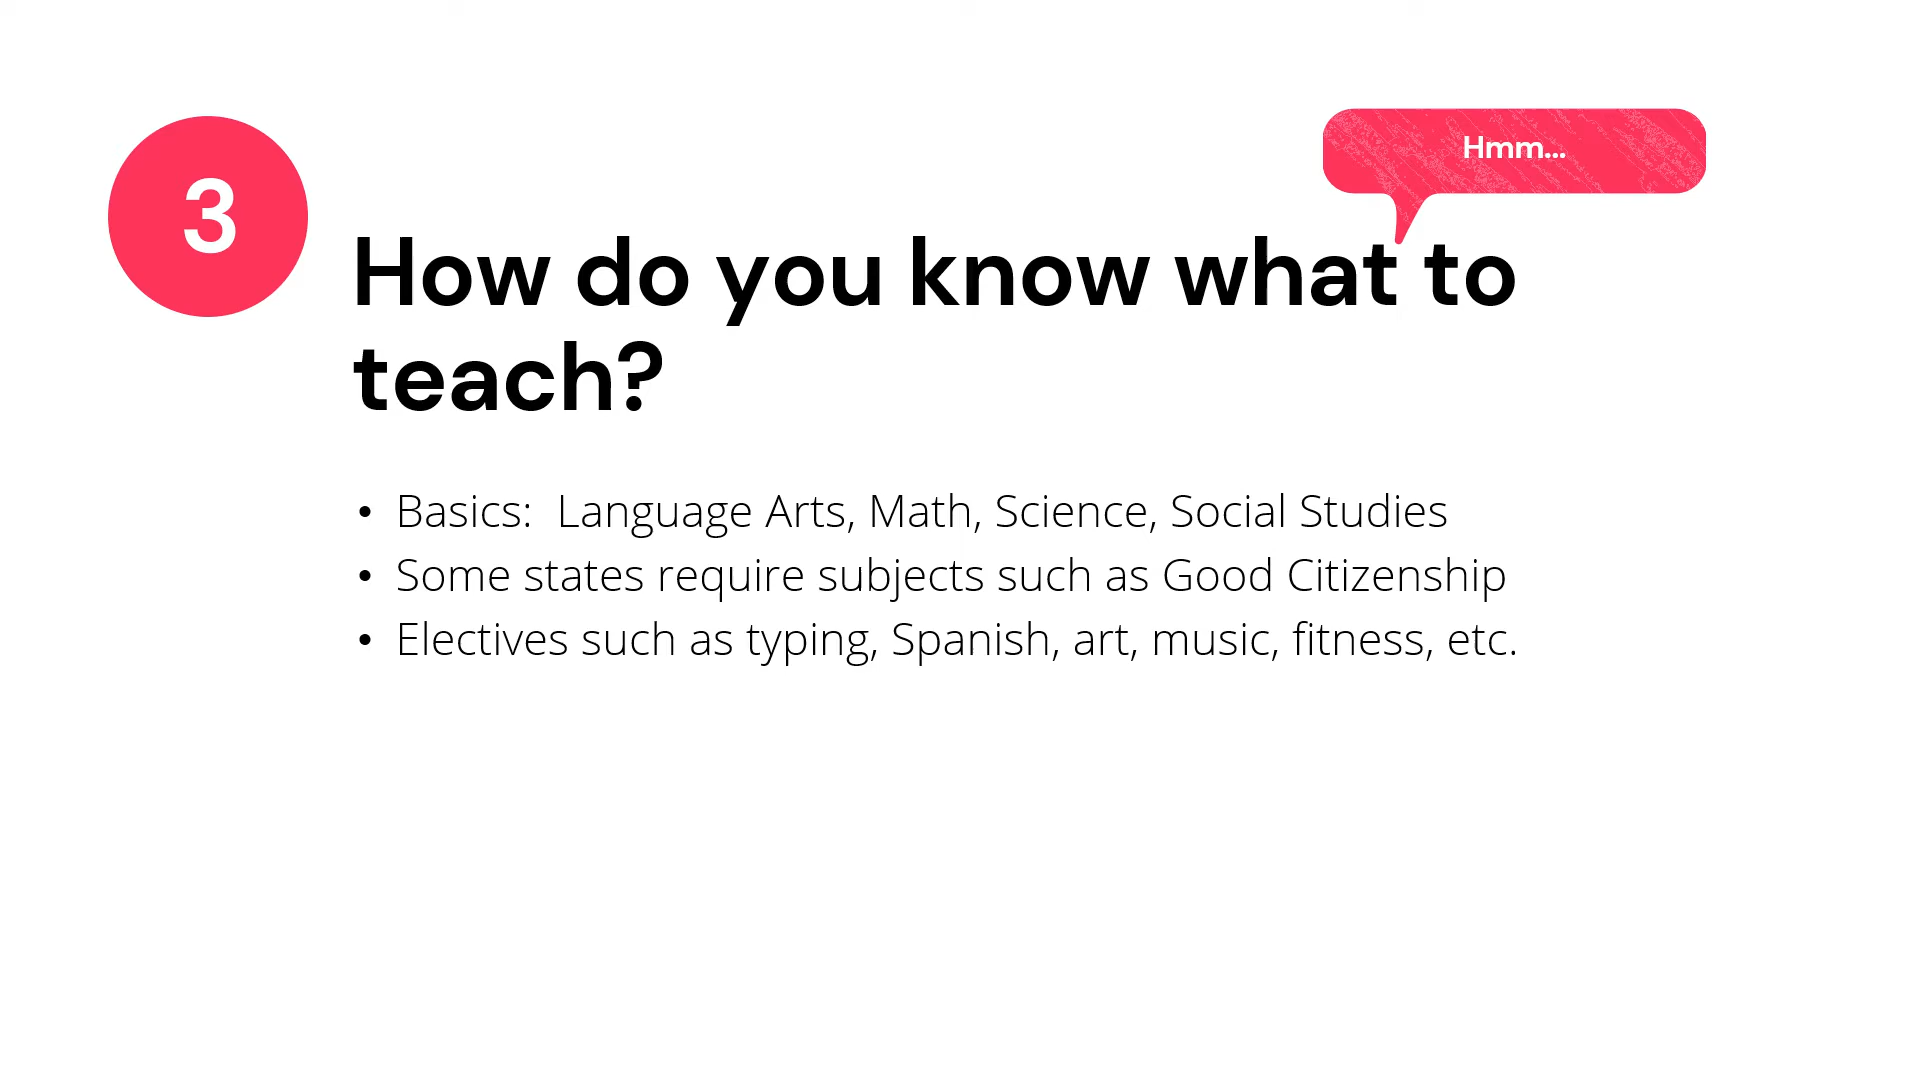 3
Hmm...
How do you know what to
teach?
• Basics:  Language Arts, Math, Science, Social Studies
• Some states require subjects such as Good Citizenship
• Electives such as typing, Spanish, art, music, fitness, etc.